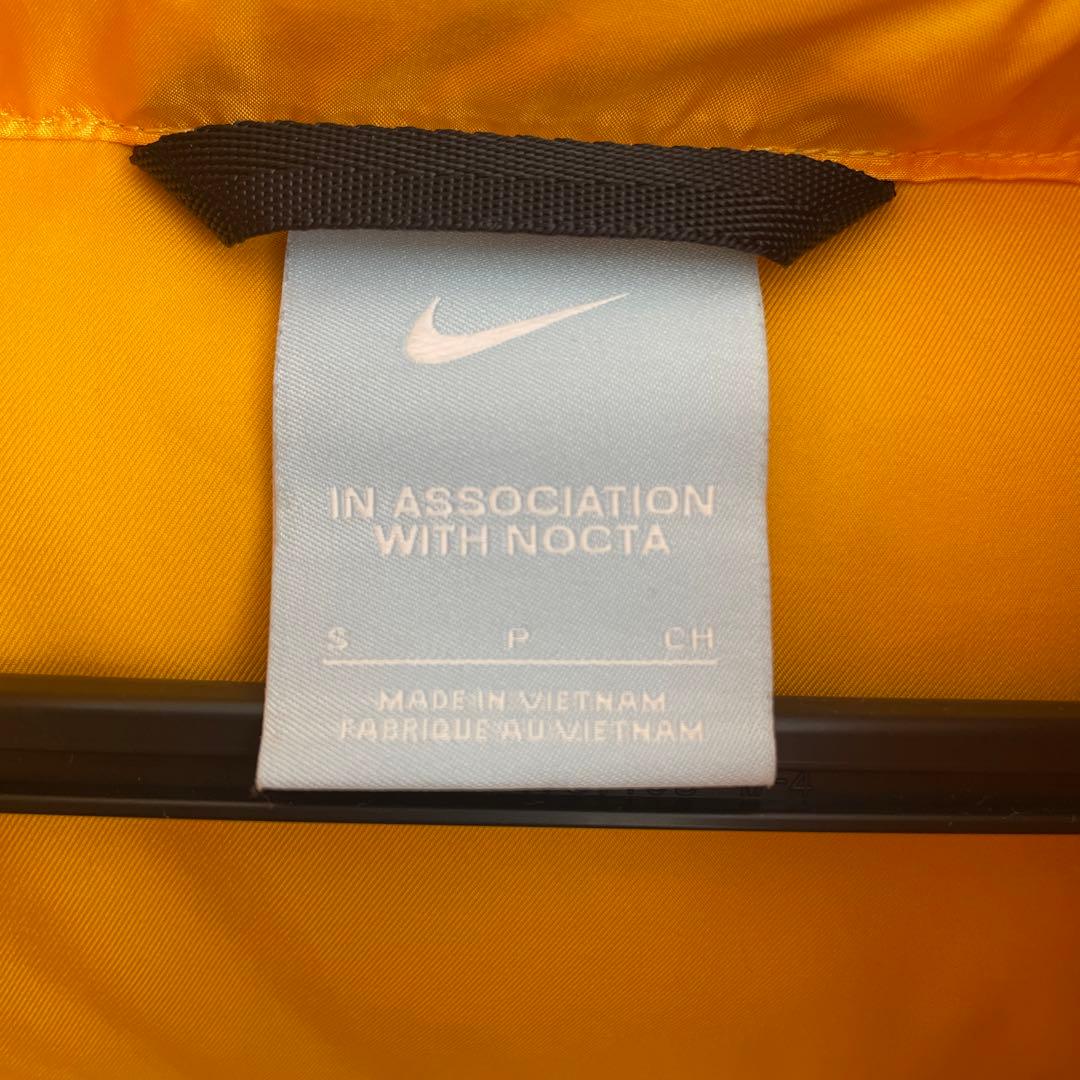 IN ASSOCIATION
WITH NOCTA
S P CH
MADE IN VIETNAM
FABRIQUE AU VIETNAM